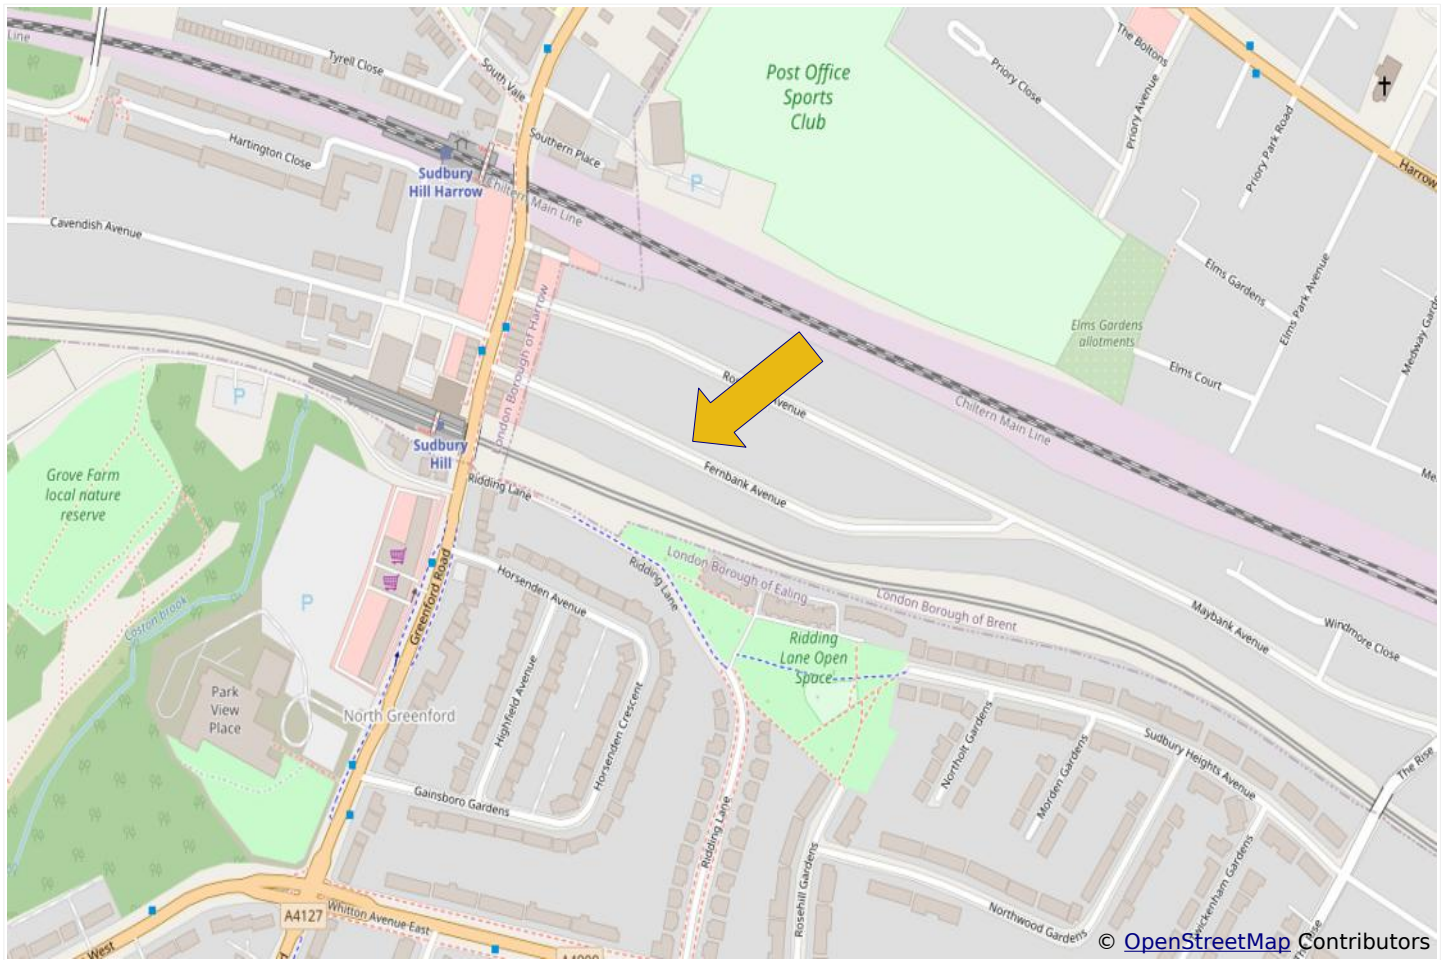 Line
Tyrell Close
South Vale
Post Office
Sports
Club
Priory Close
The Boltons
Priory Avenue
Priory Park Road
Harrow
Hartington Close
Southern Place
Sudbury
Hill Harrow
Chiltern Main Line
P
Cavendish Avenue
Elms Gardens
Elms Park Avenue
London Borough of Harrow
Elms Gardens
allotments
Medway Gard
Elms Court
Avenue
Chiltern Main Line
P
Sudbury
Hill
Grove Farm
local nature
reserve
Fernbank Avenue
Ridding Lane
London Borough of Ealing
London Borough of Brent
Ridding Lane
Horsenden Avenue
Greenford Road
P
Coston brook
Maybank Avenue
Windmore Close
Ridding
Lane Open
Space
Park
View
Place
North Greenford
Highfield Avenue
Horsenden Crescent
Northolt Gardens
Morden Gardens
Sudbury Heights Avenue
The Rise
Gainsboro Gardens
Ridding Lane
Rosehill Gardens
Northwood Gardens
wickenham Gardens
A4127
Whitton Avenue East
West
© OpenStreetMap Contributors